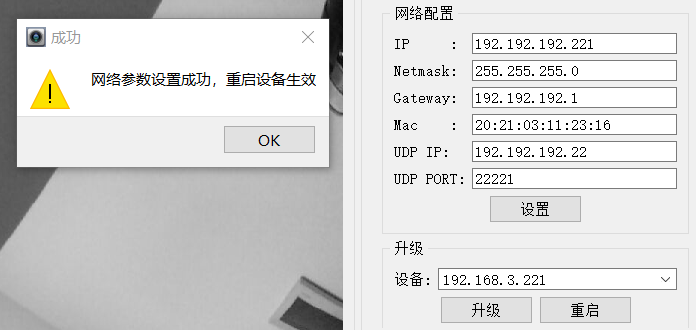 成功
网络参数设置成功，重启设备生效
OK
网络配置
IP : 192.192.192.221
Netmask: 255.255.255.0
Gateway: 192.192.192.1
Mac : 20:21:03:11:23:16
UDP IP: 192.192.192.22
UDP PORT: 22221
设置
升级
设备: 192.168.3.221
升级 重启